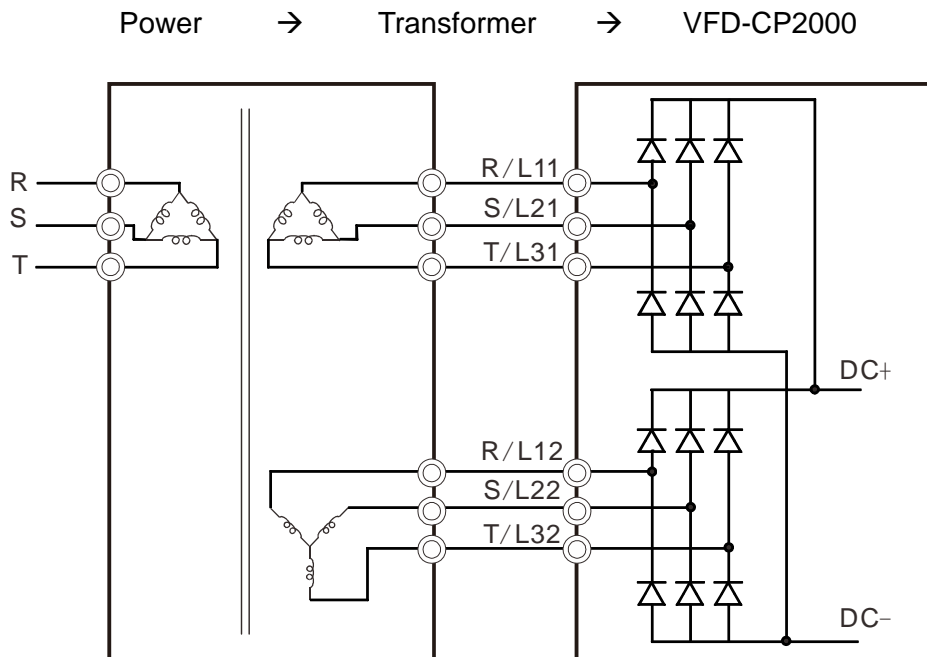 Power → Transformer → VFD-CP2000
R
S
T
R/L11
S/L21
T/L31
DC+
R/L12
S/L22
T/L32
DC−